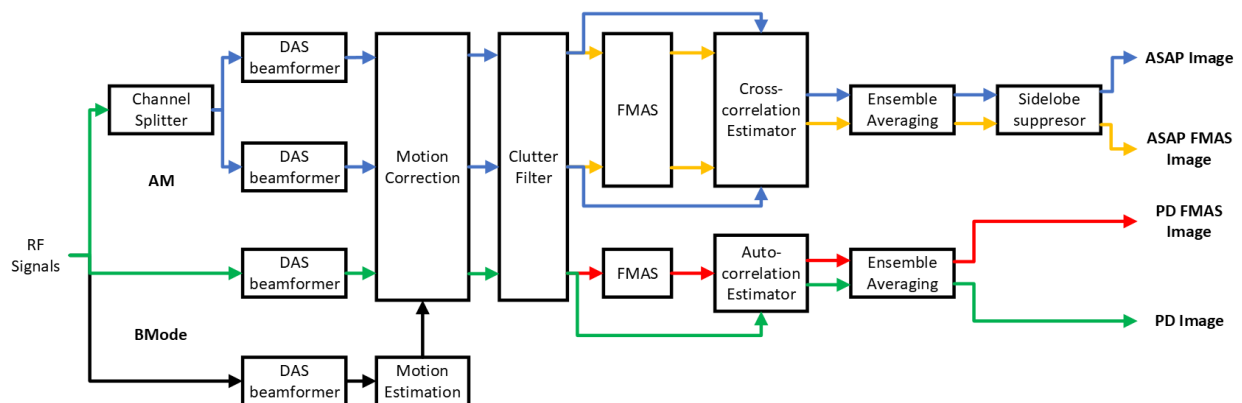 DAS
beamformer
Channel
Splitter
DAS
beamformer
AM
RF
Signals
DAS
beamformer
BMode
DAS
beamformer
Motion
Correction
Motion
Estimation
Clutter
Filter
FMAS
FMAS
Cross-
correlation
Estimator
Auto-
correlation
Estimator
Ensemble
Averaging
Ensemble
Averaging
Sidelobe
suppresor
ASAP Image
ASAP FMAS
Image
PD FMAS
Image
PD Image